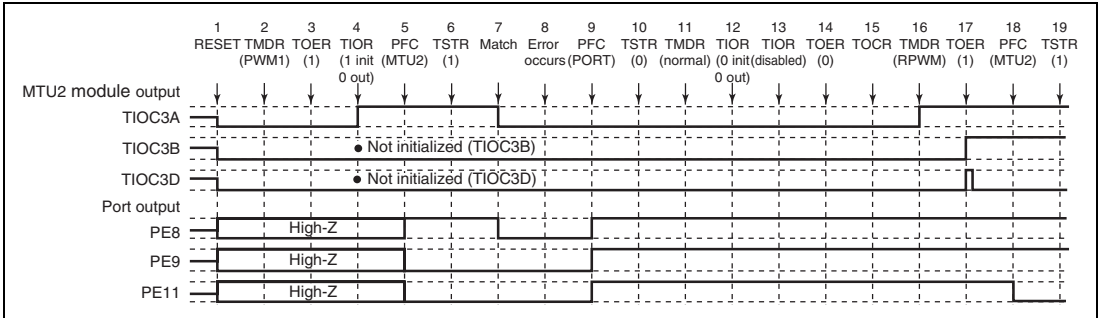 1 2 3 4 5 6 7 8 9 10 11 12 13 14 15 16 17 18 19
RESET TMDR TOER TIOR PFC TSTR Match Error PFC TSTR TMDR TIOR TIOR TOER TOCR TMDR TOER PFC TSTR
(PWM1) (1) (1 init (MTU2) (1) occurs (PORT) (0) (normal) (0 init (disabled) (0) (RPWM) (1) (MTU2) (1)
0 out) 0 out)
MTU2 module output
TIOC3A
TIOC3B • Not initialized (TIOC3B)
TIOC3D • Not initialized (TIOC3D)
Port output
PE8 High-Z
PE9 High-Z
PE11 High-Z